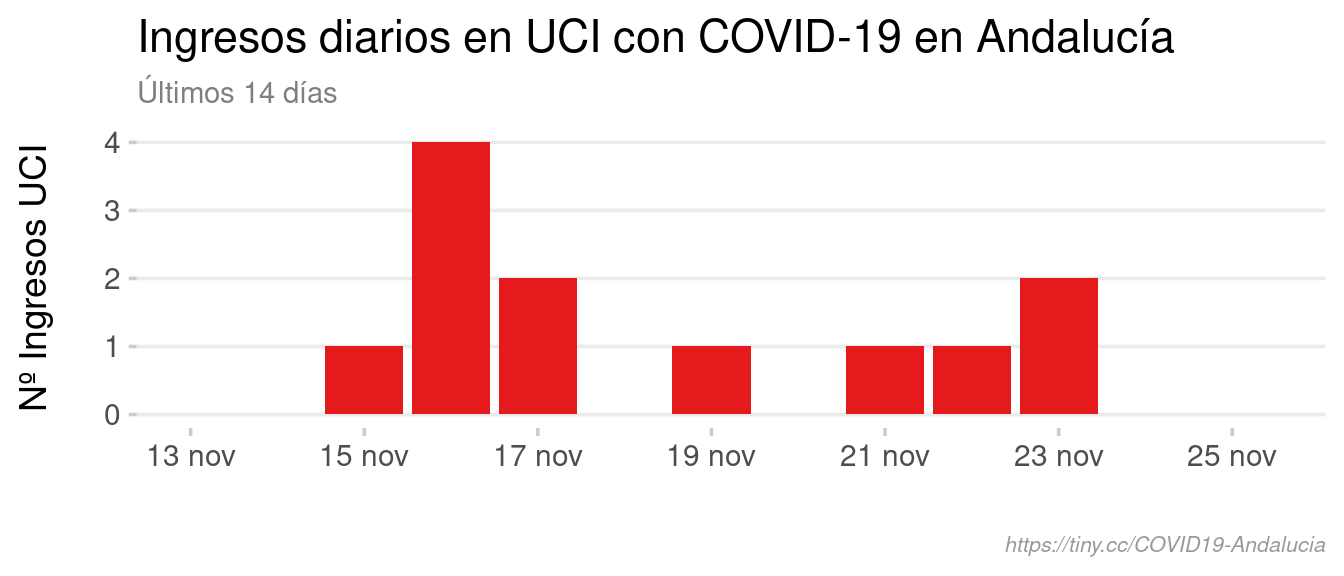 Ingresos diarios en UCI con COVID-19 en Andalucía
Últimos 14 días
Nº Ingresos UCI
4
3
2
1
0
13 nov
15 nov
17 nov
19 nov
21 nov
23 nov
25 nov
https://tiny.cc/COVID19-Andalucia